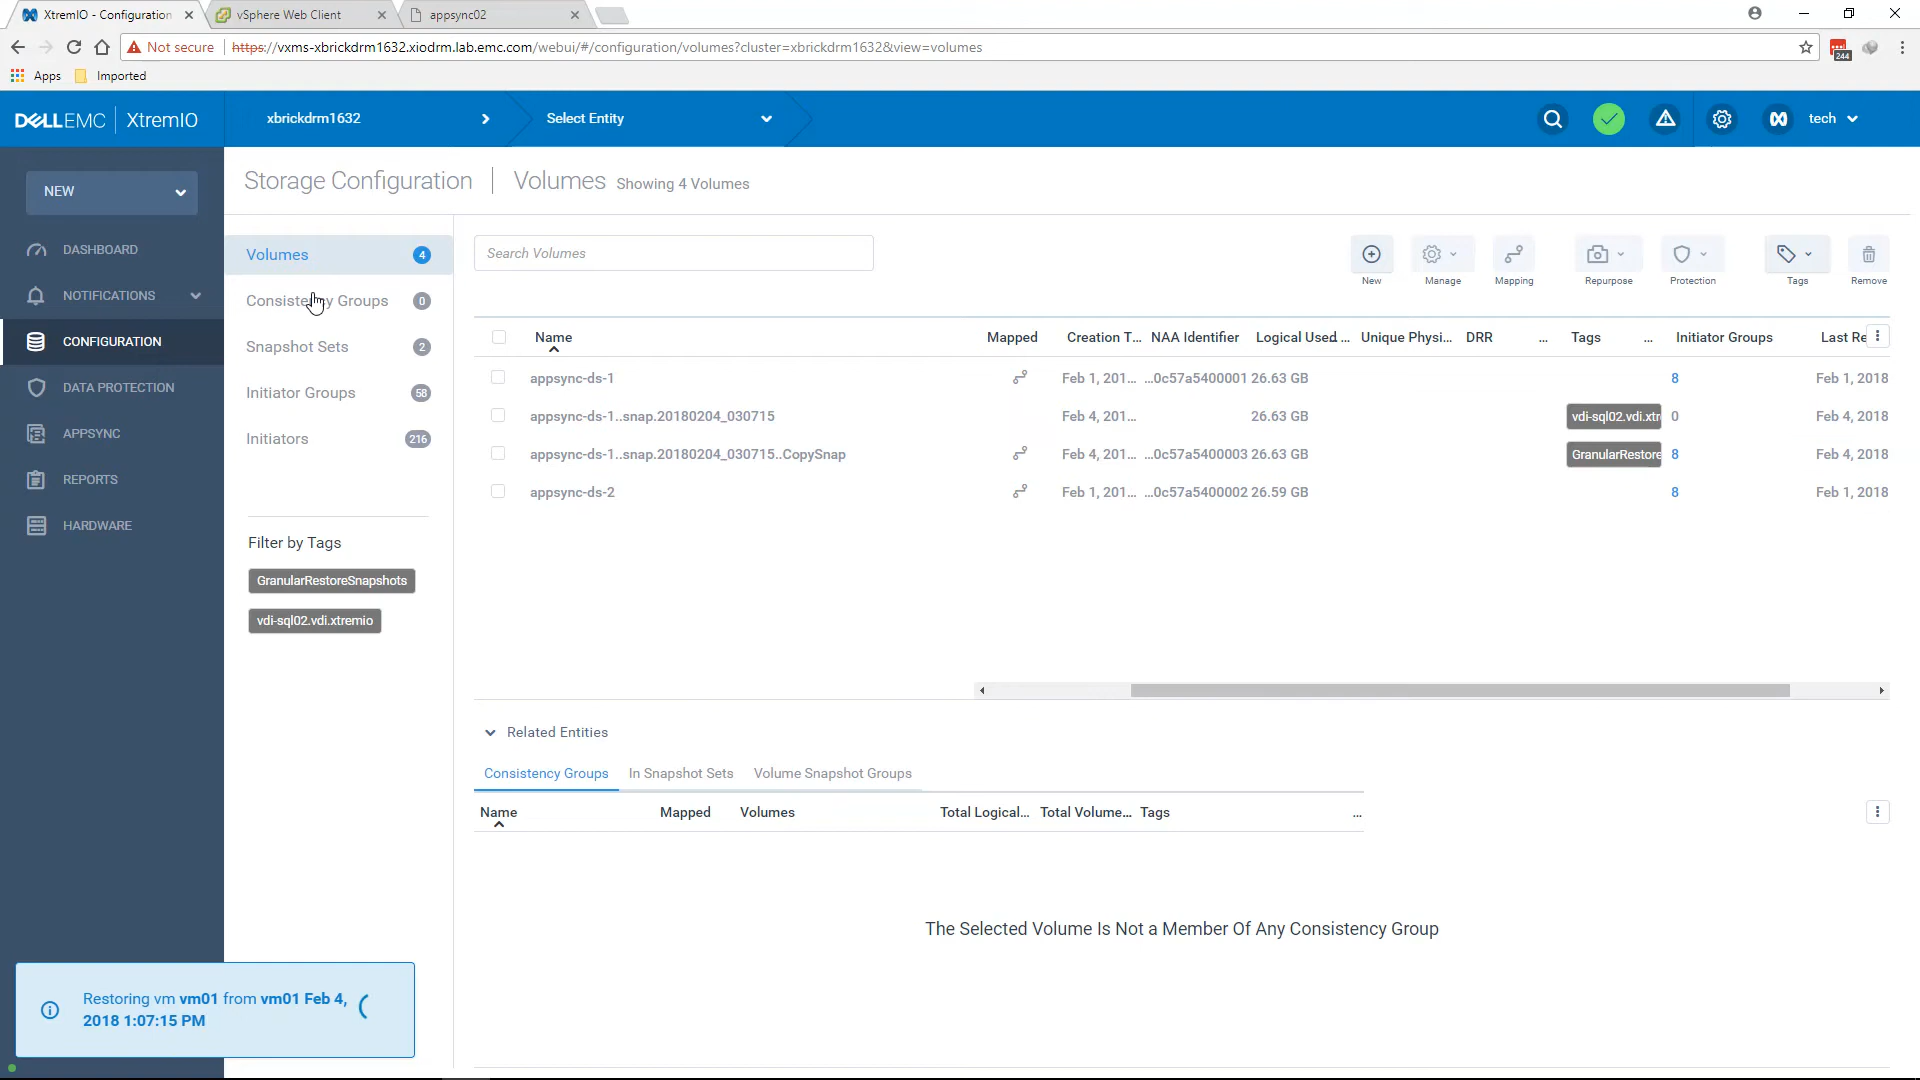 XtremIO - Configuration
vSphere Web Client
appsync02
Not secure
https://vxms-xbrickdrm1632.xiodrm.lab.emc.com/webui/#/configuration/volumes?cluster=xbrickdrm1632&view=volumes
244
Apps
Imported
DELLEMC
XtremIO
xbrickdrm1632
Select Entity
tech
NEW
DASHBOARD
NOTIFICATIONS
CONFIGURATION
DATA PROTECTION
APPSYNC
REPORTS
HARDWARE
Storage Configuration
Volumes Showing 4 Volumes
Volumes 4
Consistency Groups 0
Snapshot Sets 2
Initiator Groups 58
Initiators 216
Filter by Tags
GranularRestoreSnapshots
vdi-sql02.vdi.xtremio
Search Volumes
New
Manage
Mapping
Repurpose
Protection
Tags
Remove
Name Mapped Creation T... NAA Identifier Logical Used ... Unique Physi... DRR ... Tags ... Initiator Groups Last Re
appsync-ds-1 Feb 1, 201... ...0c57a5400001 26.63 GB 8 Feb 1, 2018
appsync-ds-1..snap.20180204_030715 Feb 4, 201... 26.63 GB vdi-sql02.vdi.xtr 0 Feb 4, 2018
appsync-ds-1..snap.20180204_030715..CopySnap Feb 4, 201... ...0c57a5400003 26.63 GB GranularRestore 8 Feb 4, 2018
appsync-ds-2 Feb 1, 201... ...0c57a5400002 26.59 GB 8 Feb 1, 2018
Related Entities
Consistency Groups In Snapshot Sets Volume Snapshot Groups
Name Mapped Volumes Total Logical... Total Volume... Tags ...
The Selected Volume Is Not a Member Of Any Consistency Group
Restoring vm vm01 from vm01 Feb 4,
2018 1:07:15 PM